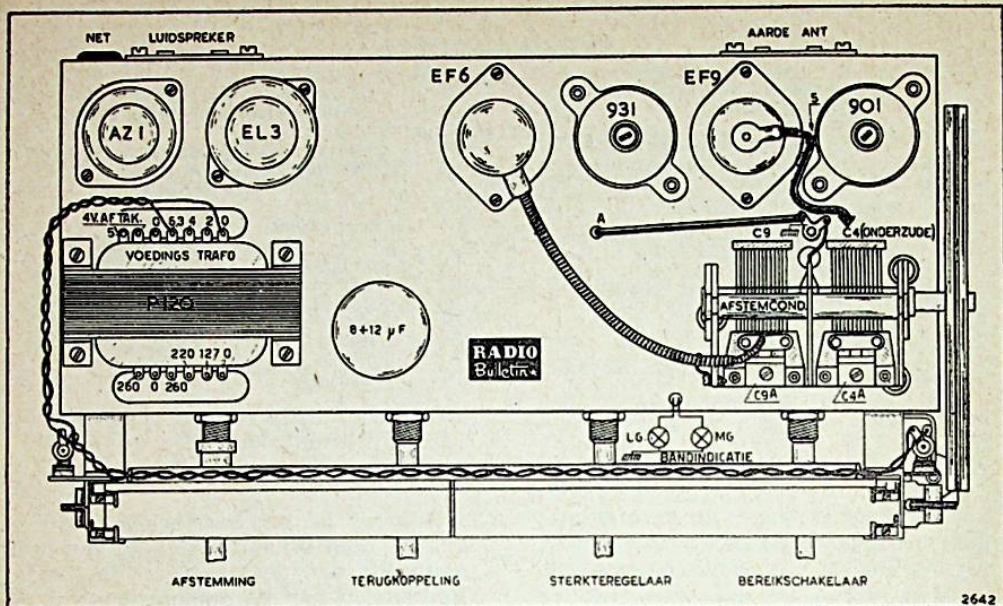 NET LUIDSPREKER AARDE ANT
AZ1
EL3
EF6
931
EF9
5
901
4V. AFTAK. 0 6,3 4 2 0
5
VOEDINGS TRAFO
P120
220 127 0
260 0 260
8+12 µF
RADIO
Bulletin
A
C9
C4(ONDERZIJDE)
AFSTEMCOND.
C9A C4A
LG MG
BANDINDICATIE
AFSTEMMING TERUGKOPPELING STERKTEREGELAAR BEREIKSCHAKELAAR
2642